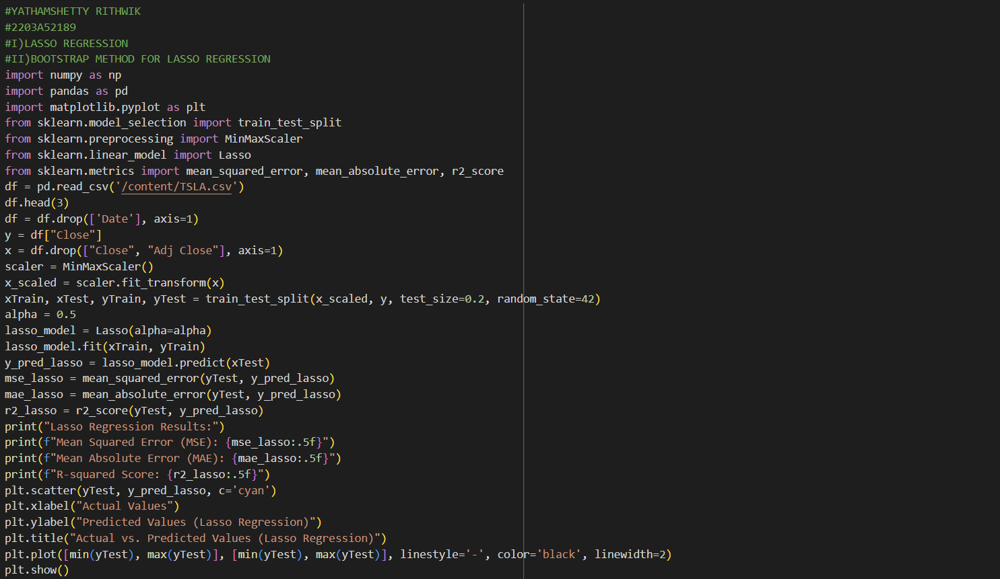 #YATHAMSHETTY RITHWIK
#2203A52189
#I)LASSO REGRESSION
#II)BOOTSTRAP METHOD FOR LASSO REGRESSION
import numpy as np
import pandas as pd
import matplotlib.pyplot as plt
from sklearn.model_selection import train_test_split
from sklearn.preprocessing import MinMaxScaler
from sklearn.linear_model import Lasso
from sklearn.metrics import mean_squared_error, mean_absolute_error, r2_score
df = pd.read_csv('/content/TSLA.csv')
df.head(3)
df = df.drop(['Date'], axis=1)
y = df["Close"]
x = df.drop(["Close", "Adj Close"], axis=1)
scaler = MinMaxScaler()
x_scaled = scaler.fit_transform(x)
xTrain, xTest, yTrain, yTest = train_test_split(x_scaled, y, test_size=0.2, random_state=42)
alpha = 0.5
lasso_model = Lasso(alpha=alpha)
lasso_model.fit(xTrain, yTrain)
y_pred_lasso = lasso_model.predict(xTest)
mse_lasso = mean_squared_error(yTest, y_pred_lasso)
mae_lasso = mean_absolute_error(yTest, y_pred_lasso)
r2_lasso = r2_score(yTest, y_pred_lasso)
print("Lasso Regression Results:")
print(f"Mean Squared Error (MSE): {mse_lasso:.5f}")
print(f"Mean Absolute Error (MAE): {mae_lasso:.5f}")
print(f"R-squared Score: {r2_lasso:.5f}")
plt.scatter(yTest, y_pred_lasso, c='cyan')
plt.xlabel("Actual Values")
plt.ylabel("Predicted Values (Lasso Regression)")
plt.title("Actual vs. Predicted Values (Lasso Regression)")
plt.plot([min(yTest), max(yTest)], [min(yTest), max(yTest)], linestyle='-', color='black', linewidth=2)
plt.show()